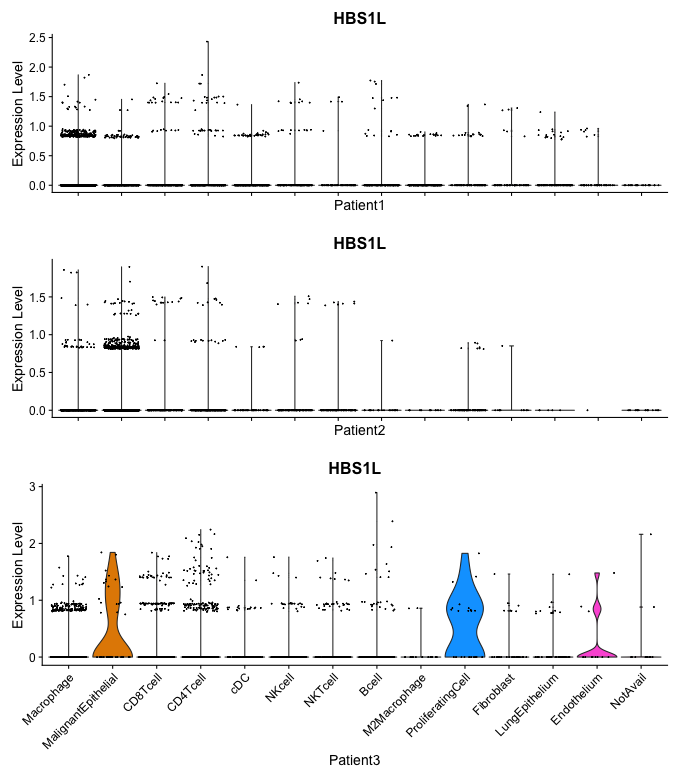 HBS1L
Expression Level
2.5
2.0
1.5
1.0
0.5
0.0
Patient1
HBS1L
Expression Level
1.5
1.0
0.5
0.0
Patient2
HBS1L
Expression Level
3
2
1
0
Macrophage
MalignantEpithelial
CD8Tcell
CD4Tcell
cDC
NKcell
NKTcell
Bcell
M2Macrophage
ProliferatingCell
Fibroblast
LungEpithelium
Endothelium
NotAvail
Patient3